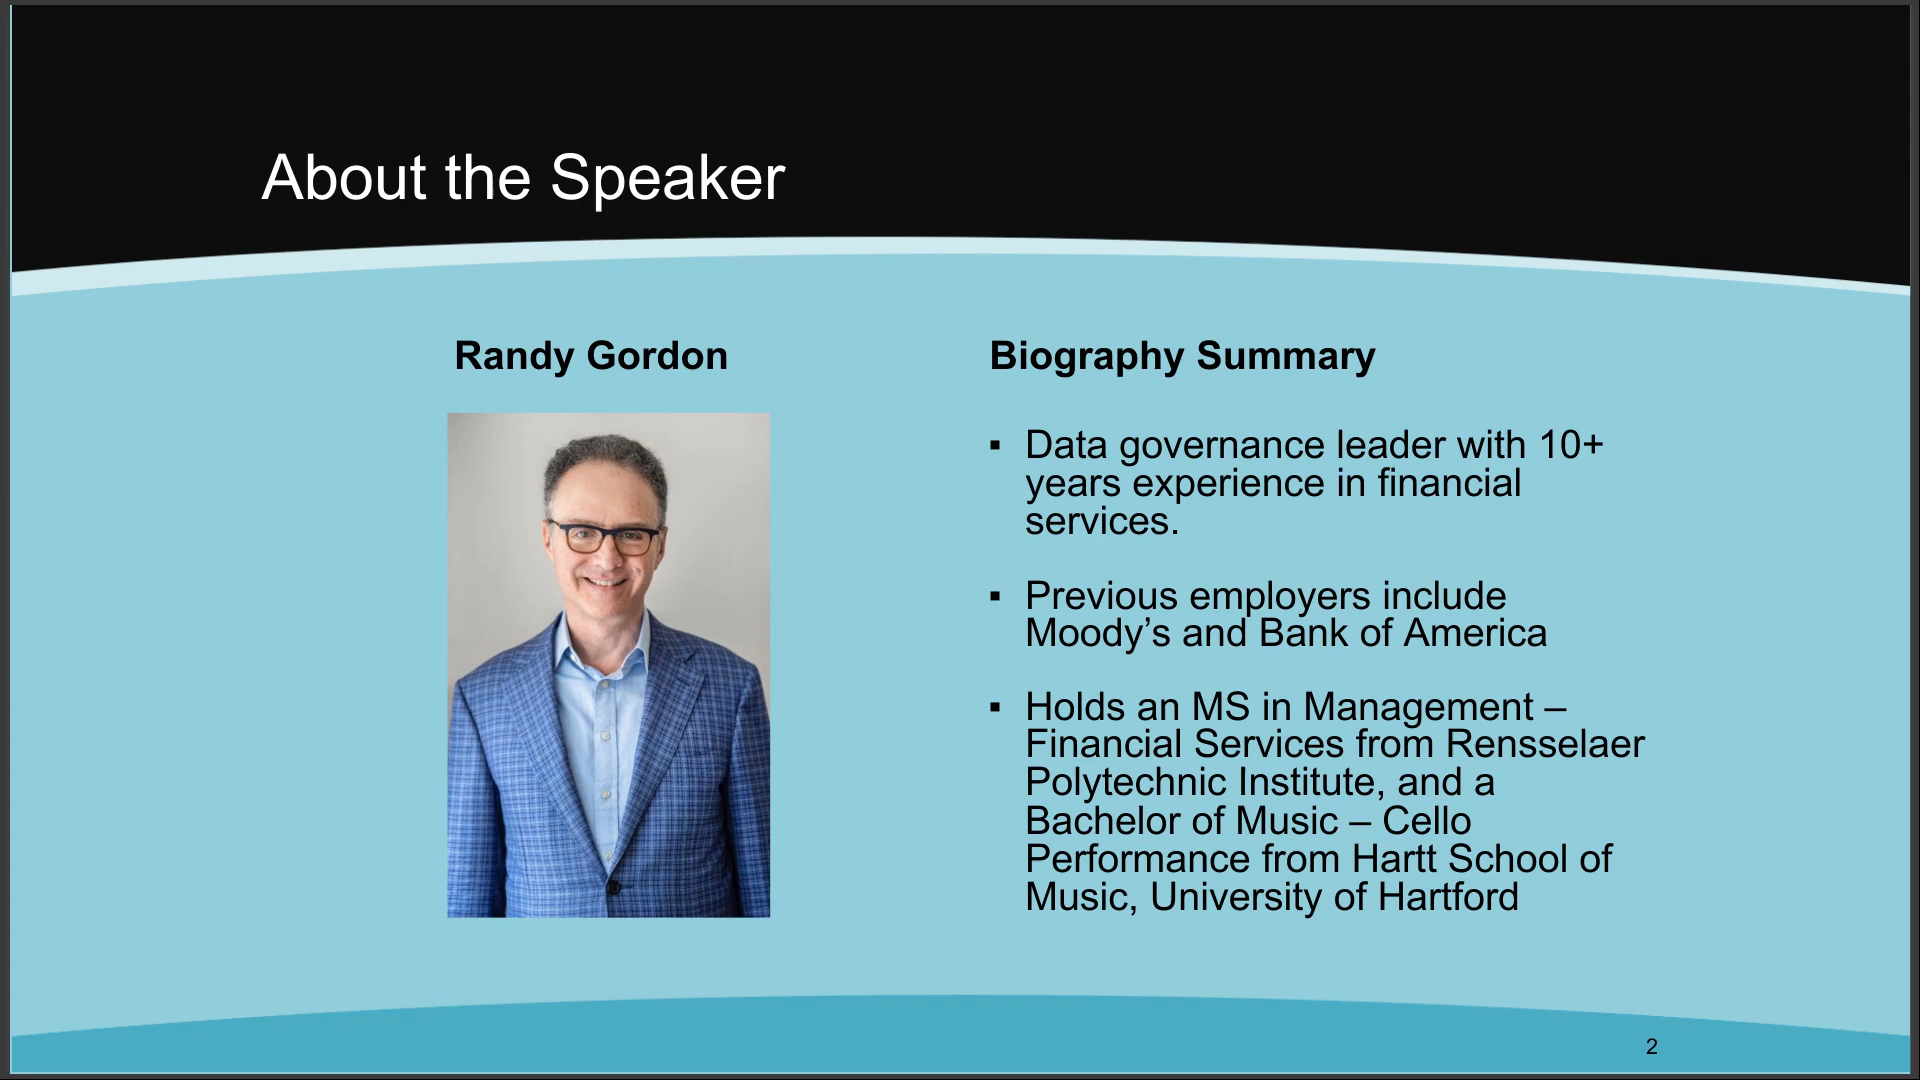 About the Speaker
Randy Gordon
Biography Summary
▪ Data governance leader with 10+
years experience in financial
services.
▪ Previous employers include
Moody’s and Bank of America
▪ Holds an MS in Management –
Financial Services from Rensselaer
Polytechnic Institute, and a
Bachelor of Music – Cello
Performance from Hartt School of
Music, University of Hartford
2